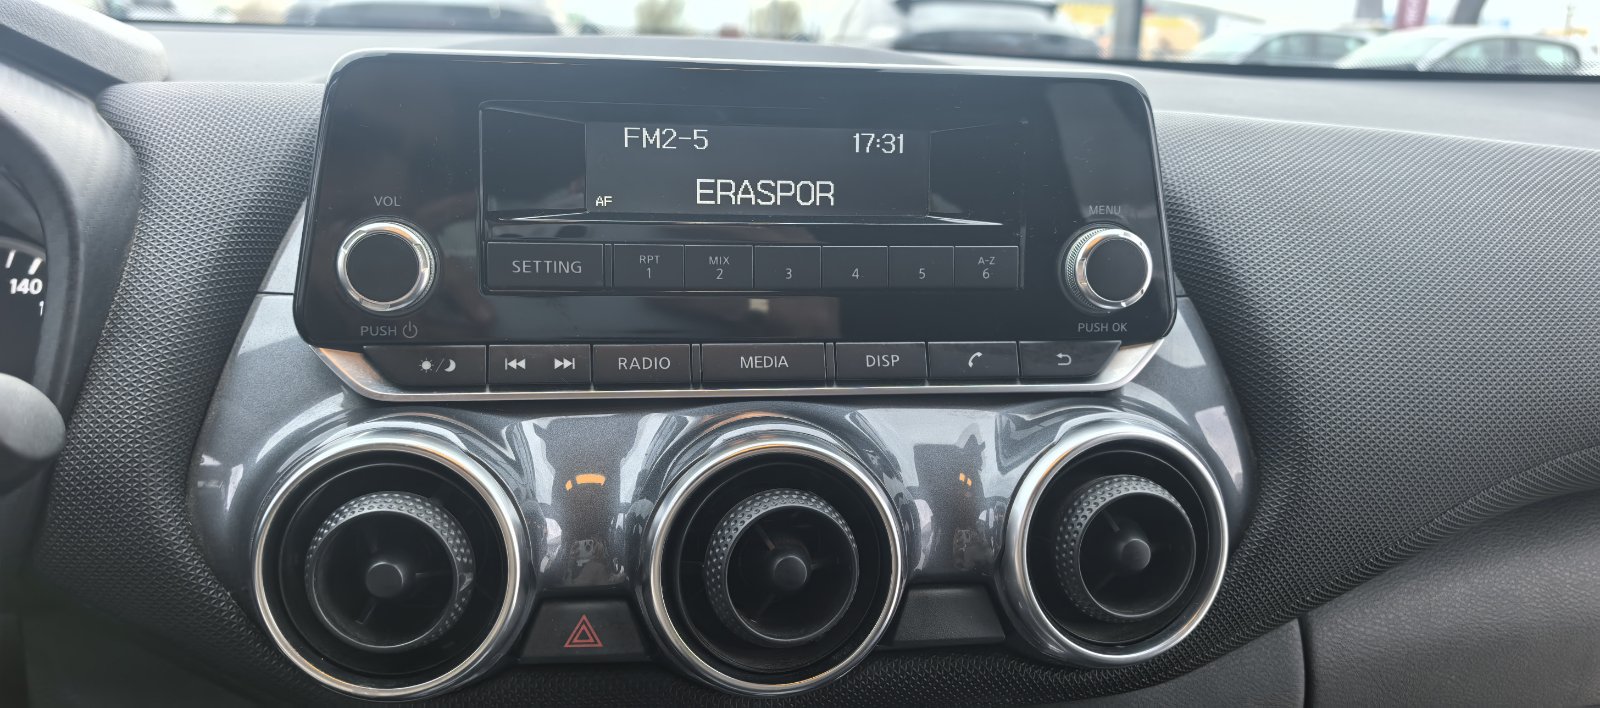 FM2-5 17:31
AF ERASPOR
VOL
MENU
SETTING RPT 1 MIX 2 3 4 5 A-Z 6
PUSH
PUSH OK
RADIO MEDIA DISP
140